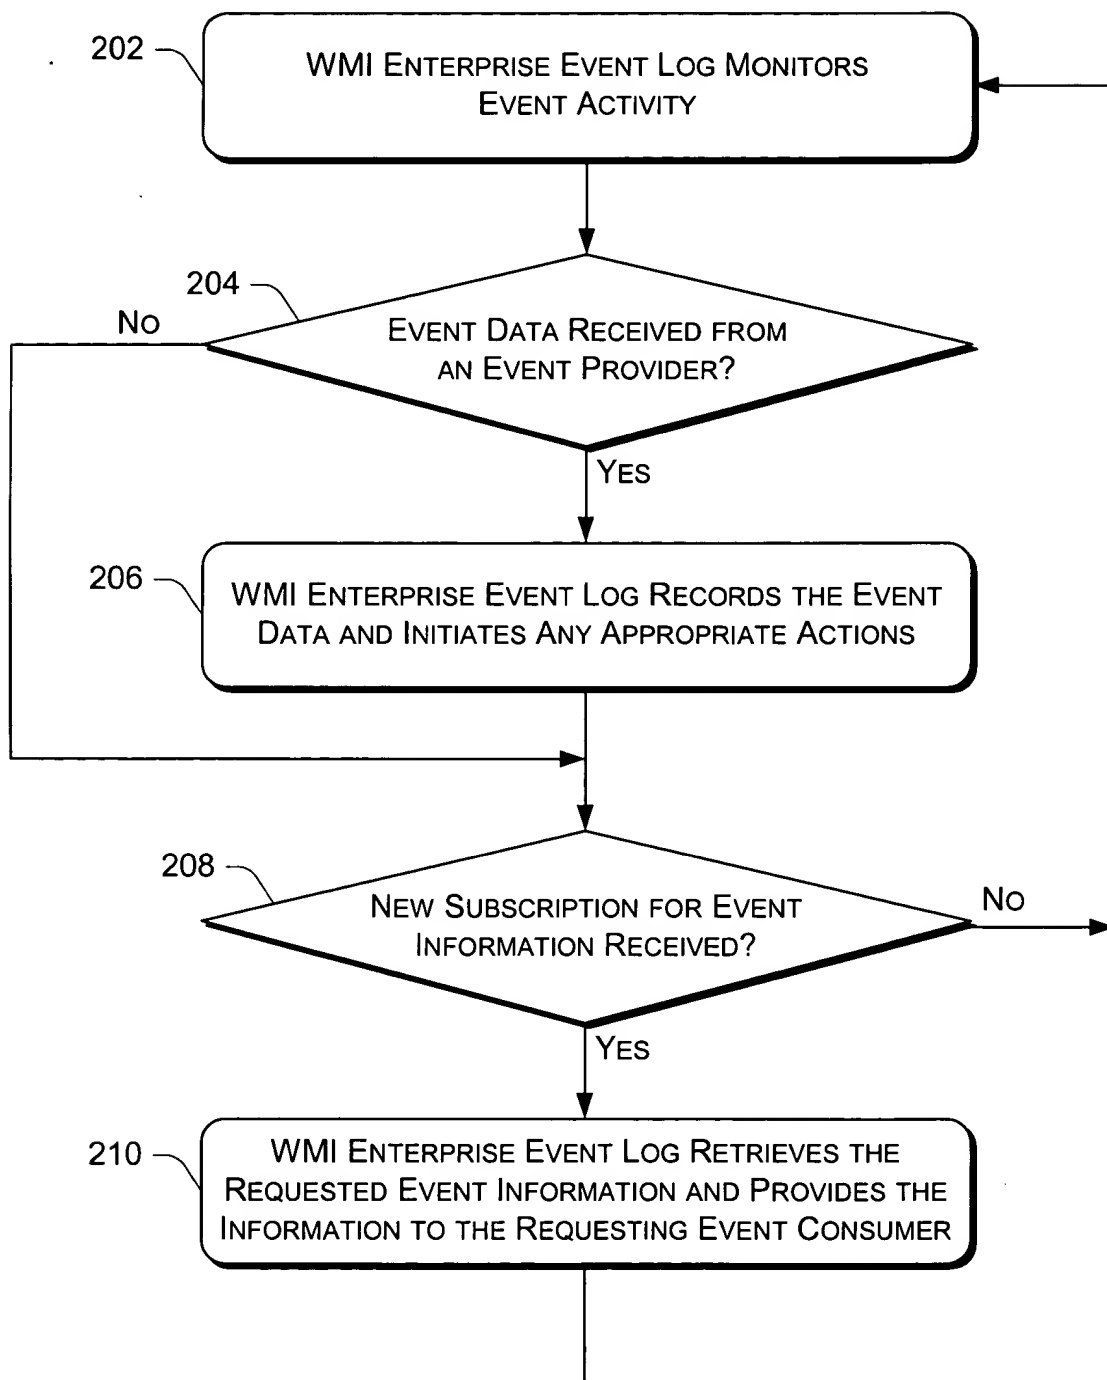 202
WMI ENTERPRISE EVENT LOG MONITORS
EVENT ACTIVITY
204
NO
EVENT DATA RECEIVED FROM
AN EVENT PROVIDER?
YES
206
WMI ENTERPRISE EVENT LOG RECORDS THE EVENT
DATA AND INITIATES ANY APPROPRIATE ACTIONS
208
NEW SUBSCRIPTION FOR EVENT
INFORMATION RECEIVED?
NO
YES
210
WMI ENTERPRISE EVENT LOG RETRIEVES THE
REQUESTED EVENT INFORMATION AND PROVIDES THE
INFORMATION TO THE REQUESTING EVENT CONSUMER